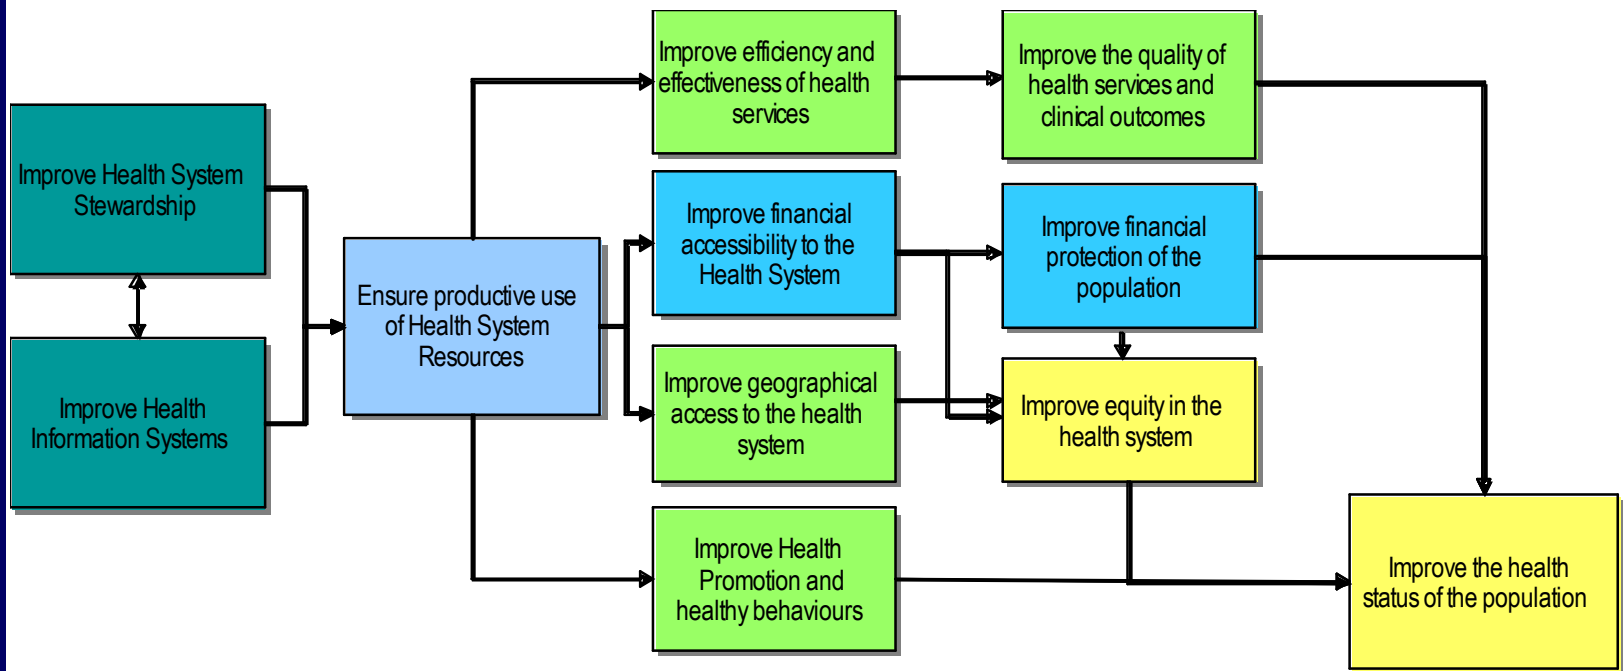 Improve Health System
Stewardship
Improve Health
Information Systems
Ensure productive use
of Health System
Resources
Improve efficiency and
effectiveness of health
services
Improve financial
accessibility to the
Health System
Improve geographical
access to the health
system
Improve Health
Promotion and
healthy behaviours
Improve the quality of
health services and
clinical outcomes
Improve financial
protection of the
population
Improve equity in the
health system
Improve the health
status of the population